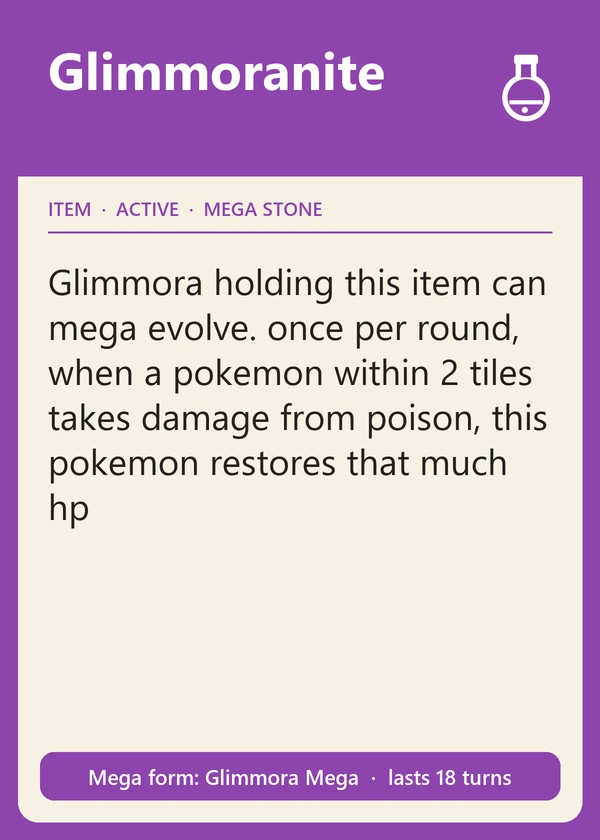 Glimmoranite
ITEM · ACTIVE · MEGA STONE
Glimmora holding this item can
mega evolve. once per round,
when a pokemon within 2 tiles
takes damage from poison, this
pokemon restores that much
hp
Mega form: Glimmora Mega · lasts 18 turns